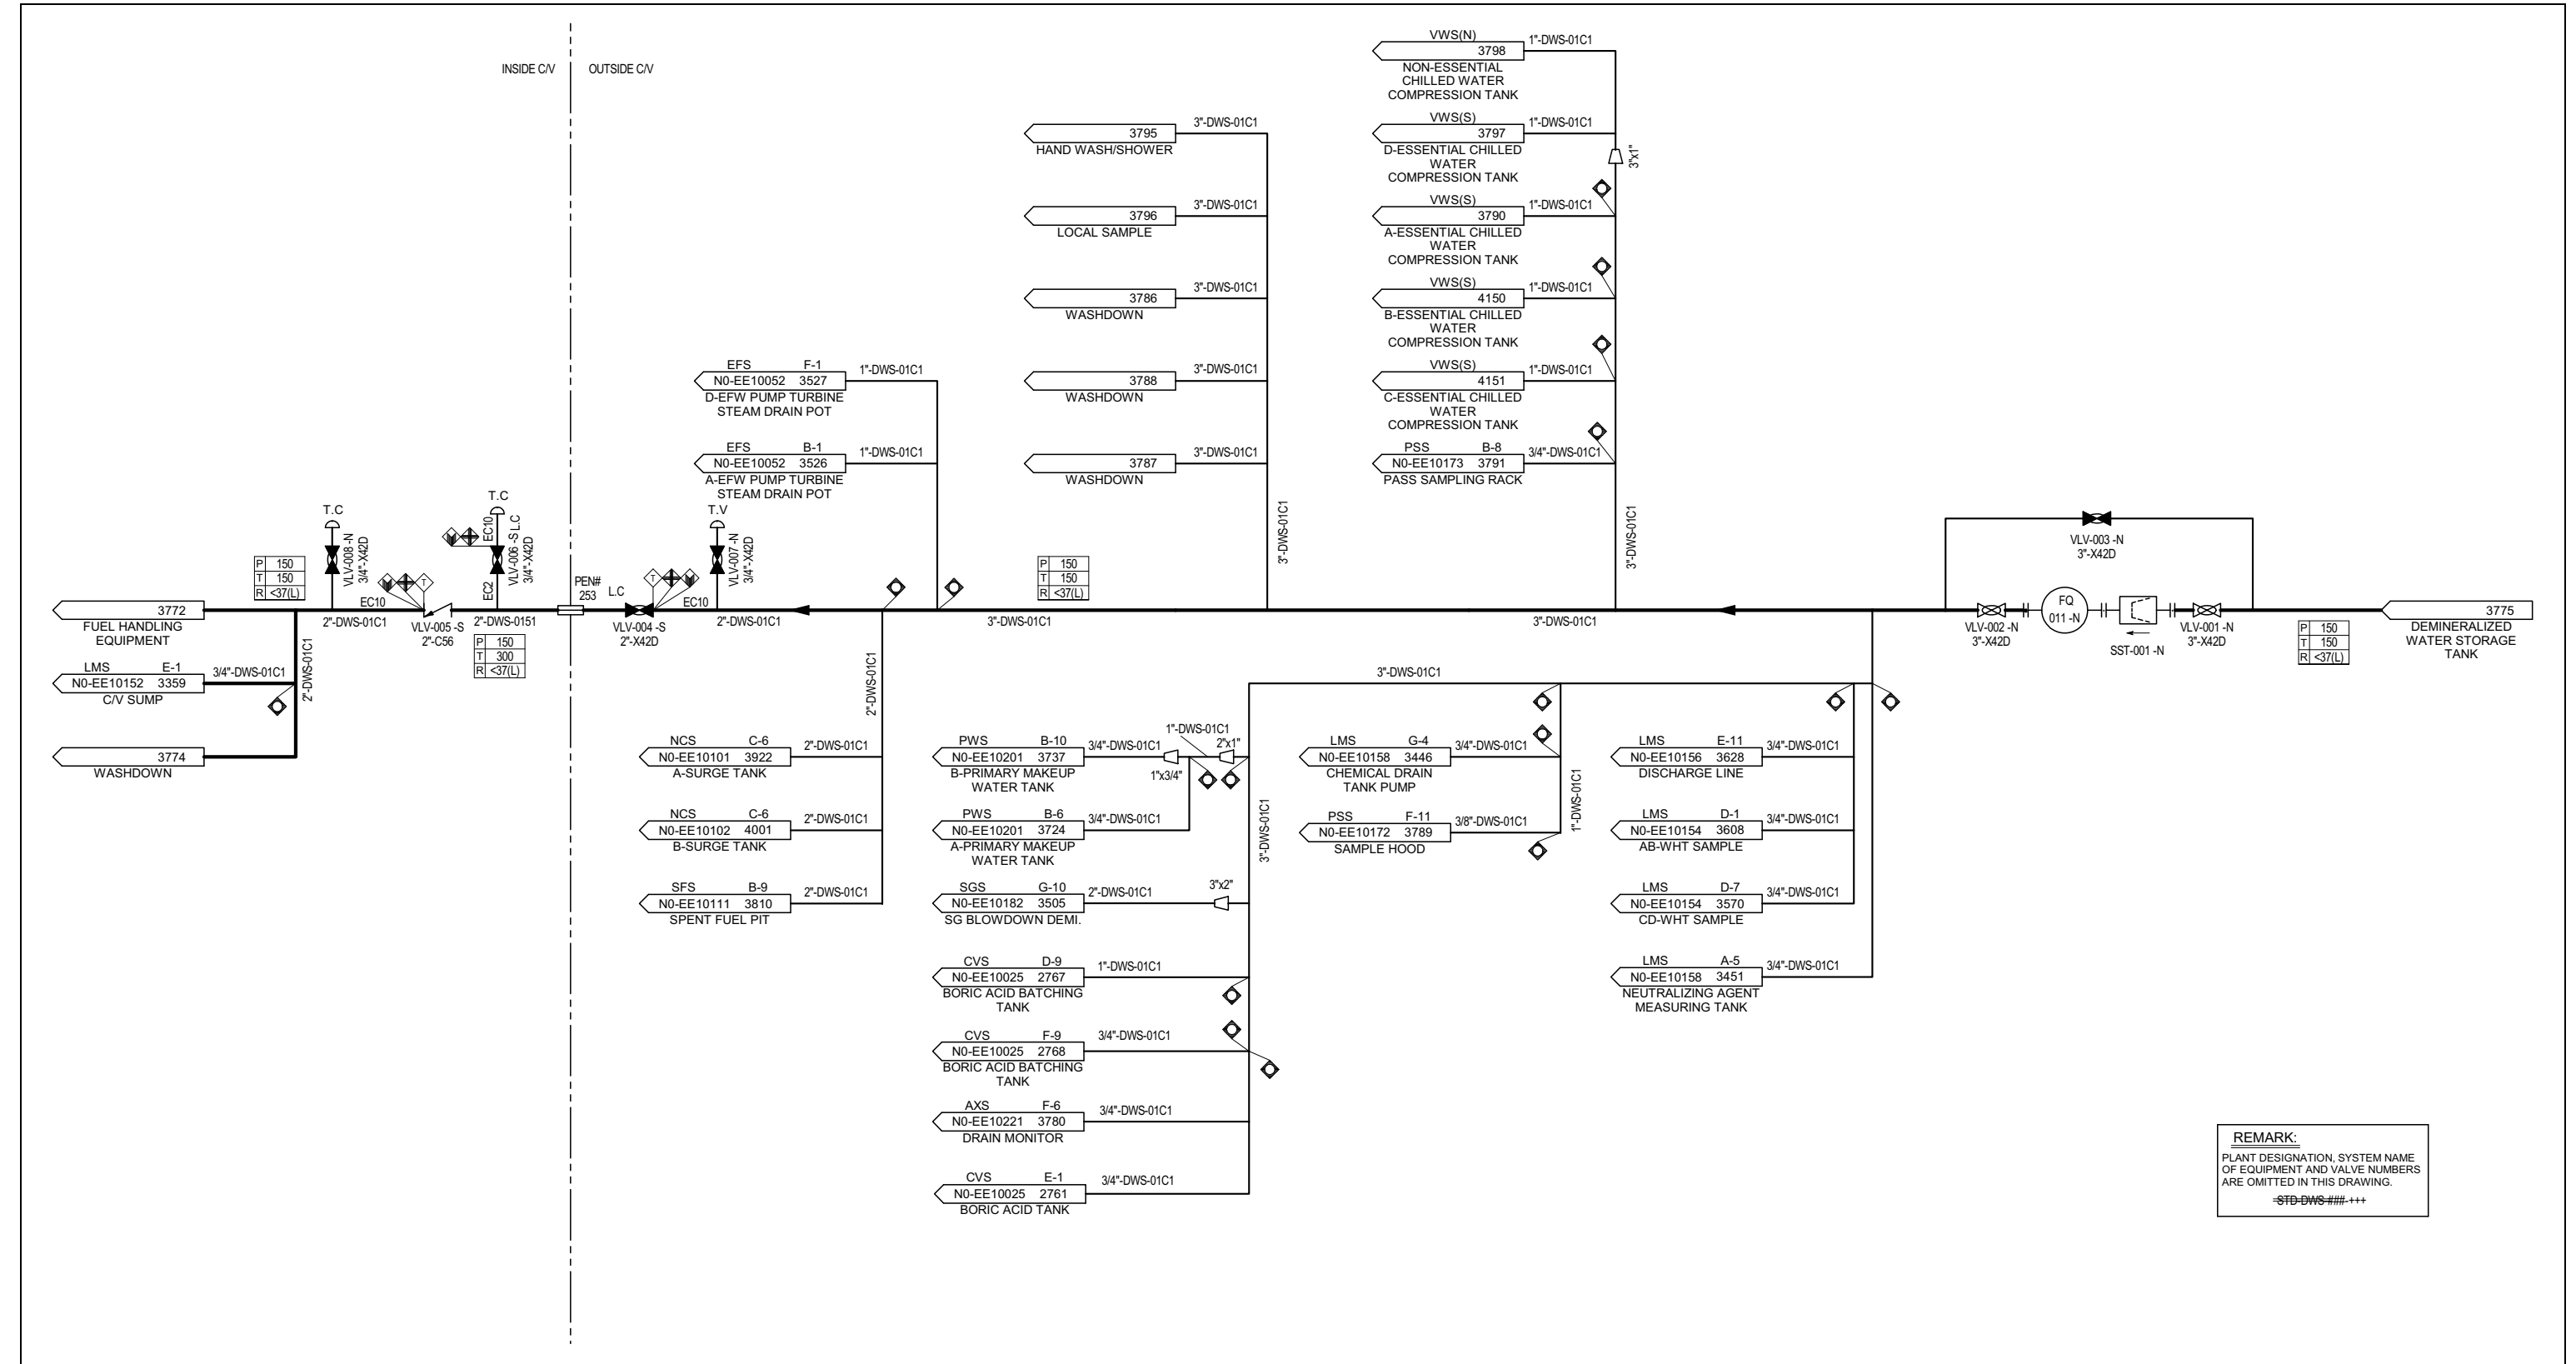 INSIDE C/V
OUTSIDE C/V
VWS(N)
3798
1"-DWS-01C1
NON-ESSENTIAL
CHILLED WATER
COMPRESSION TANK
VWS(S)
3797
1"-DWS-01C1
D-ESSENTIAL CHILLED
WATER
COMPRESSION TANK
3"x1"
VWS(S)
3790
1"-DWS-01C1
A-ESSENTIAL CHILLED
WATER
COMPRESSION TANK
VWS(S)
4150
1"-DWS-01C1
B-ESSENTIAL CHILLED
WATER
COMPRESSION TANK
VWS(S)
4151
1"-DWS-01C1
C-ESSENTIAL CHILLED
WATER
COMPRESSION TANK
PSS B-8
N0-EE10173 3791
3/4"-DWS-01C1
PASS SAMPLING RACK
3"-DWS-01C1
3795
3"-DWS-01C1
HAND WASH/SHOWER
3796
3"-DWS-01C1
LOCAL SAMPLE
3786
3"-DWS-01C1
WASHDOWN
3788
3"-DWS-01C1
WASHDOWN
3787
3"-DWS-01C1
WASHDOWN
3"-DWS-01C1
EFS F-1
N0-EE10052 3527
1"-DWS-01C1
D-EFW PUMP TURBINE
STEAM DRAIN POT
EFS B-1
N0-EE10052 3526
1"-DWS-01C1
A-EFW PUMP TURBINE
STEAM DRAIN POT
T.C
VLV-008 -N
3/4"-X42D
T.C
EC10
EC2
VLV-006 -S L.C
3/4"-X42D
T.V
VLV-007 -N
3/4"-X42D
P 150
T 150
R <37(L)
EC10
T
PEN#
253
L.C
T
EC10
P 150
T 150
R <37(L)
VLV-003 -N
3"-X42D
3772
FUEL HANDLING
EQUIPMENT
2"-DWS-01C1
VLV-005 -S
2"-C56
2"-DWS-0151
P 150
T 300
R <37(L)
VLV-004 -S
2"-X42D
2"-DWS-01C1
3"-DWS-01C1
3"-DWS-01C1
VLV-002 -N
3"-X42D
FQ
011 -N
SST-001 -N
VLV-001 -N
3"-X42D
P 150
T 150
R <37(L)
3775
DEMINERALIZED
WATER STORAGE
TANK
LMS E-1
N0-EE10152 3359
3/4"-DWS-01C1
C/V SUMP
2"-DWS-01C1
3774
WASHDOWN
2"-DWS-01C1
NCS C-6
N0-EE10101 3922
2"-DWS-01C1
A-SURGE TANK
NCS C-6
N0-EE10102 4001
2"-DWS-01C1
B-SURGE TANK
SFS B-9
N0-EE10111 3810
2"-DWS-01C1
SPENT FUEL PIT
3"-DWS-01C1
PWS B-10
N0-EE10201 3737
3/4"-DWS-01C1
1"x3/4"
1"-DWS-01C1
2"x1"
B-PRIMARY MAKEUP
WATER TANK
PWS B-6
N0-EE10201 3724
3/4"-DWS-01C1
A-PRIMARY MAKEUP
WATER TANK
3"-DWS-01C1
SGS G-10
N0-EE10182 3505
2"-DWS-01C1
3"x2"
SG BLOWDOWN DEMI.
CVS D-9
N0-EE10025 2767
1"-DWS-01C1
BORIC ACID BATCHING
TANK
CVS F-9
N0-EE10025 2768
3/4"-DWS-01C1
BORIC ACID BATCHING
TANK
AXS F-6
N0-EE10221 3780
3/4"-DWS-01C1
DRAIN MONITOR
CVS E-1
N0-EE10025 2761
3/4"-DWS-01C1
BORIC ACID TANK
LMS G-4
N0-EE10158 3446
3/4"-DWS-01C1
CHEMICAL DRAIN
TANK PUMP
PSS F-11
N0-EE10172 3789
3/8"-DWS-01C1
SAMPLE HOOD
1"-DWS-01C1
LMS E-11
N0-EE10156 3628
3/4"-DWS-01C1
DISCHARGE LINE
LMS D-1
N0-EE10154 3608
3/4"-DWS-01C1
AB-WHT SAMPLE
LMS D-7
N0-EE10154 3570
3/4"-DWS-01C1
CD-WHT SAMPLE
LMS A-5
N0-EE10158 3451
3/4"-DWS-01C1
NEUTRALIZING AGENT
MEASURING TANK
REMARK:
PLANT DESIGNATION, SYSTEM NAME
OF EQUIPMENT AND VALVE NUMBERS
ARE OMITTED IN THIS DRAWING.
STD-DWS-###-+++